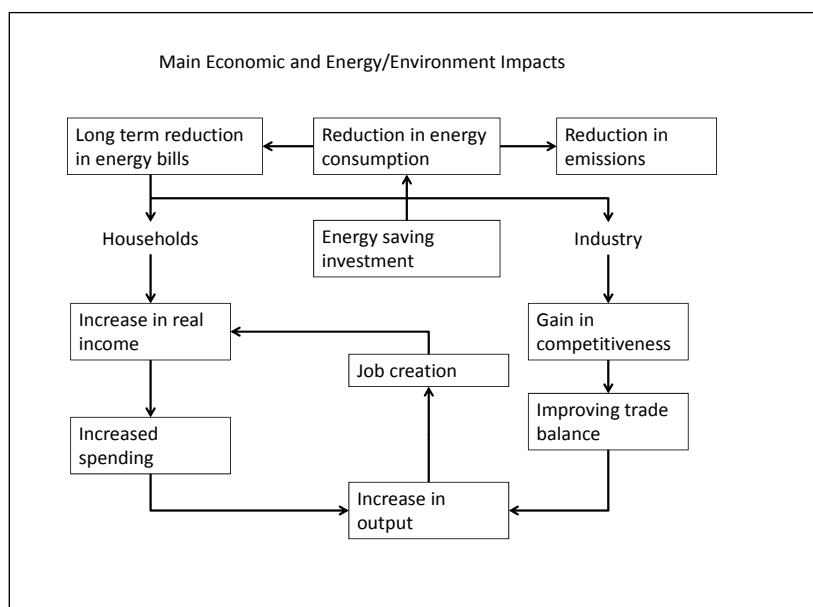 Main Economic and Energy/Environment Impacts
Long term reduction
in energy bills
Reduction in energy
consumption
Reduction in
emissions
Households
Energy saving
investment
Industry
Increase in real
income
Gain in
competitiveness
Job creation
Improving trade
balance
Increased
spending
Increase in
output